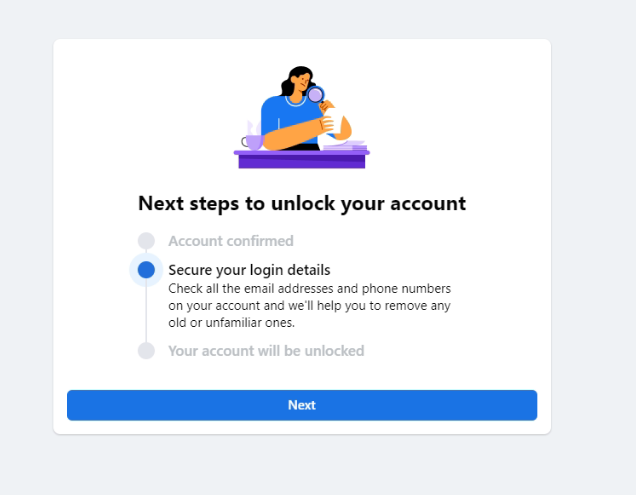 Next steps to unlock your account
Account confirmed
Secure your login details
Check all the email addresses and phone numbers
on your account and we'll help you to remove any
old or unfamiliar ones.
Your account will be unlocked
Next